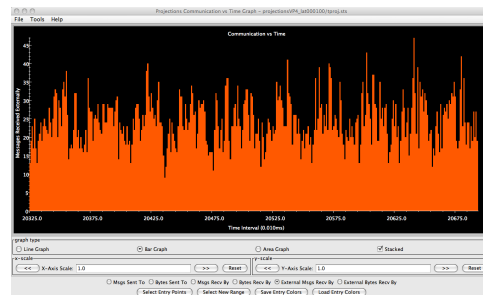 Projections Communication vs Time Graph – projectionsVP4_lst000100/tproj.sts
File Tools Help
Communication vs Time
Messages Received Externally
45
40
35
30
25
20
15
10
5
0
20325.0 20375.0 20425.0 20475.0 20525.0 20575.0 20625.0 20675.0
Time Interval (0.010ms)
graph type
Line Graph Bar Graph Area Graph Stacked
x-scale y-scale
<< X-Axis Scale: 1.0 >> Reset << Y-Axis Scale: 1.0 >> Reset
Msgs Sent To Bytes Sent To Msgs Recv By Bytes Recv By External Msgs Recv By External Bytes Recv By
Select Entry Points Select New Range Save Entry Colors Load Entry Colors